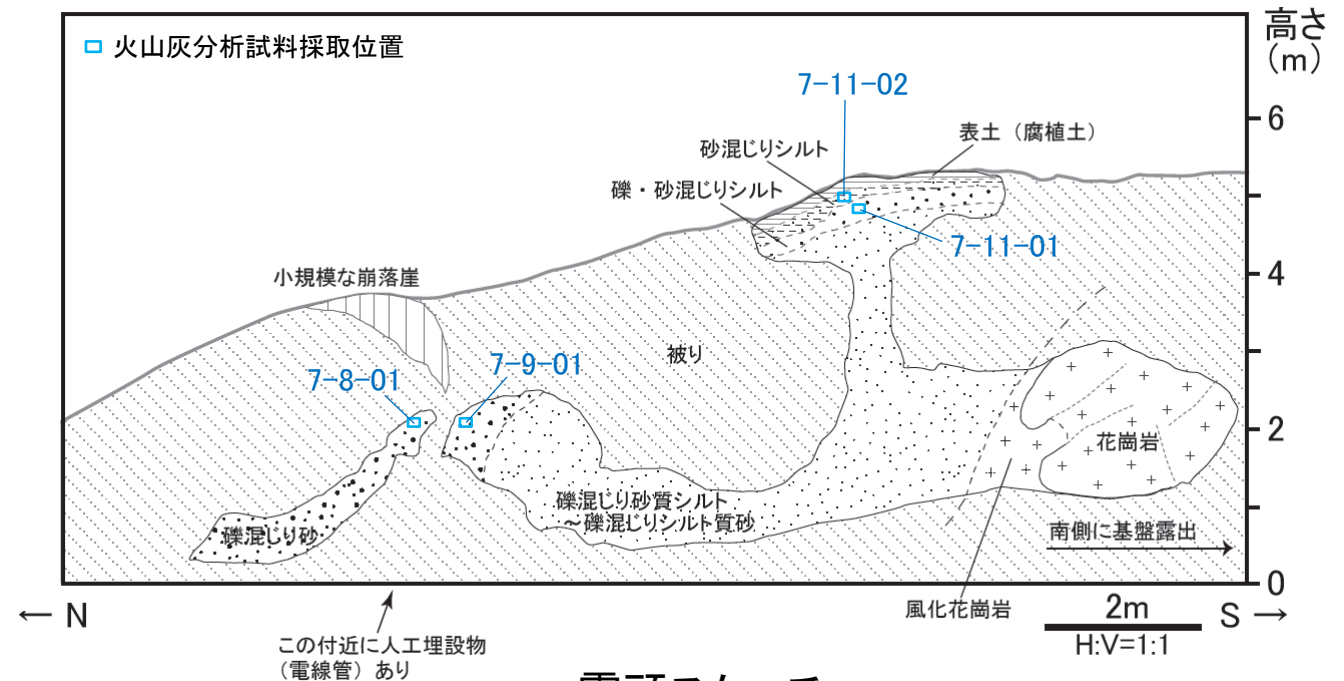 高さ
(m)
火山灰分析試料採取位置
7-11-02
6
表土（腐植土）
砂混じりシルト
礫・砂混じりシルト
7-11-01
小規模な崩落崖
4
被り
7-9-01
7-8-01
2
花崗岩
礫混じり砂質シルト
～礫混じりシルト質砂
礫混じり砂
南側に基盤露出
0
← N
風化花崗岩
2m
S →
H:V=1:1
この付近に人工埋設物
（電線管）あり